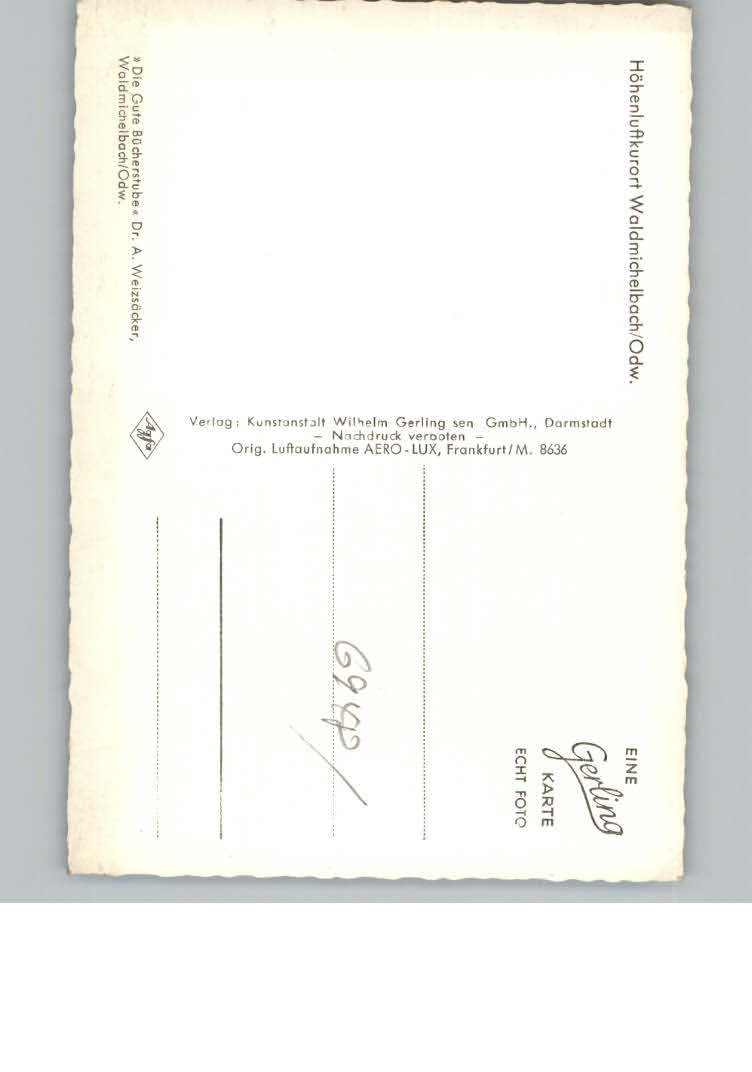 Höhenluftkurort Waldmichelbach/Odw.
»Die Gute Bücherstube« Dr. A. Weizsäcker,
Waldmichelbach/Odw.
Verlag: Kunstanstalt Wilhelm Gerling sen GmbH., Darmstadt
– Nachdruck verboten –
Orig. Luftaufnahme AERO-LUX, Frankfurt/M. 8636
Agfa
EINE
Gerling
KARTE
ECHT FOTO